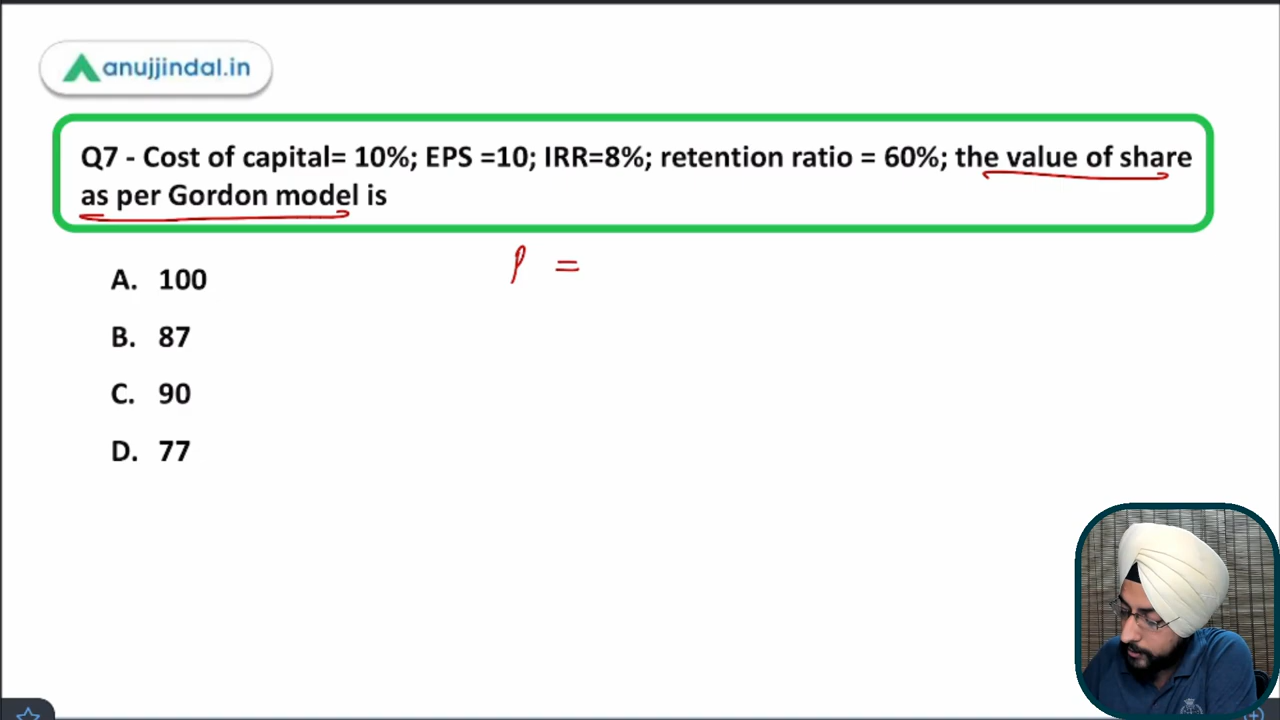 anujjindal.in
Q7 - Cost of capital= 10%; EPS =10; IRR=8%; retention ratio = 60%; the value of share
as per Gordon model is
P =
A. 100
B. 87
C. 90
D. 77